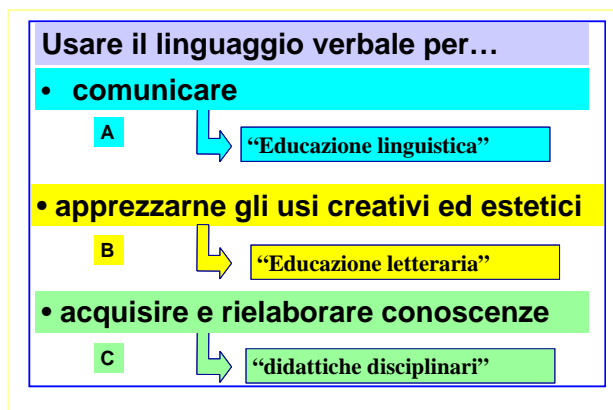 Usare il linguaggio verbale per…
• comunicare
A
“Educazione linguistica”
• apprezzarne gli usi creativi ed estetici
B
“Educazione letteraria”
• acquisire e rielaborare conoscenze
C
“didattiche disciplinari”